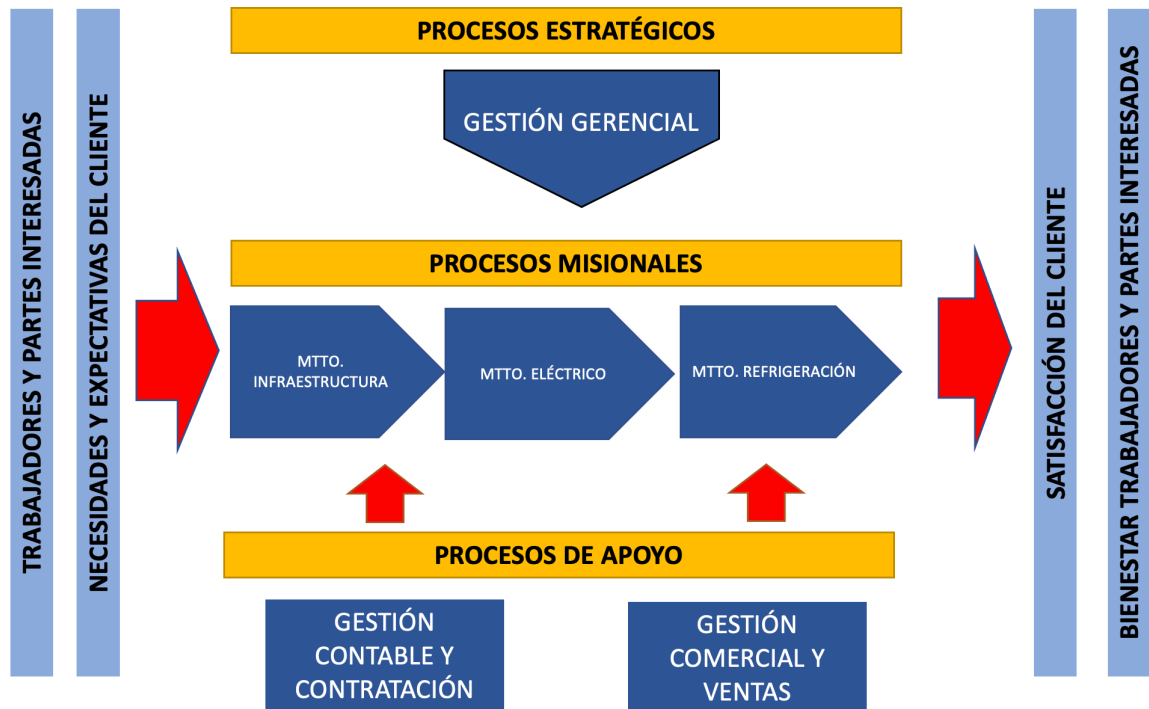 TRABAJADORES Y PARTES INTERESADAS
NECESIDADES Y EXPECTATIVAS DEL CLIENTE
PROCESOS ESTRATÉGICOS
GESTIÓN GERENCIAL
PROCESOS MISIONALES
MTTO.
INFRAESTRUCTURA
MTTO. ELÉCTRICO
MTTO. REFRIGERACIÓN
PROCESOS DE APOYO
GESTIÓN
CONTABLE Y
CONTRATACIÓN
GESTIÓN
COMERCIAL Y
VENTAS
SATISFACCIÓN DEL CLIENTE
BIENESTAR TRABAJADORES Y PARTES INTERESADAS